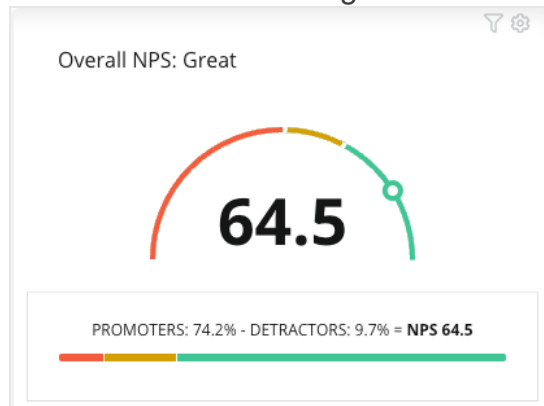 Overall NPS: Great
64.5
PROMOTERS: 74.2% - DETRACTORS: 9.7% = NPS 64.5